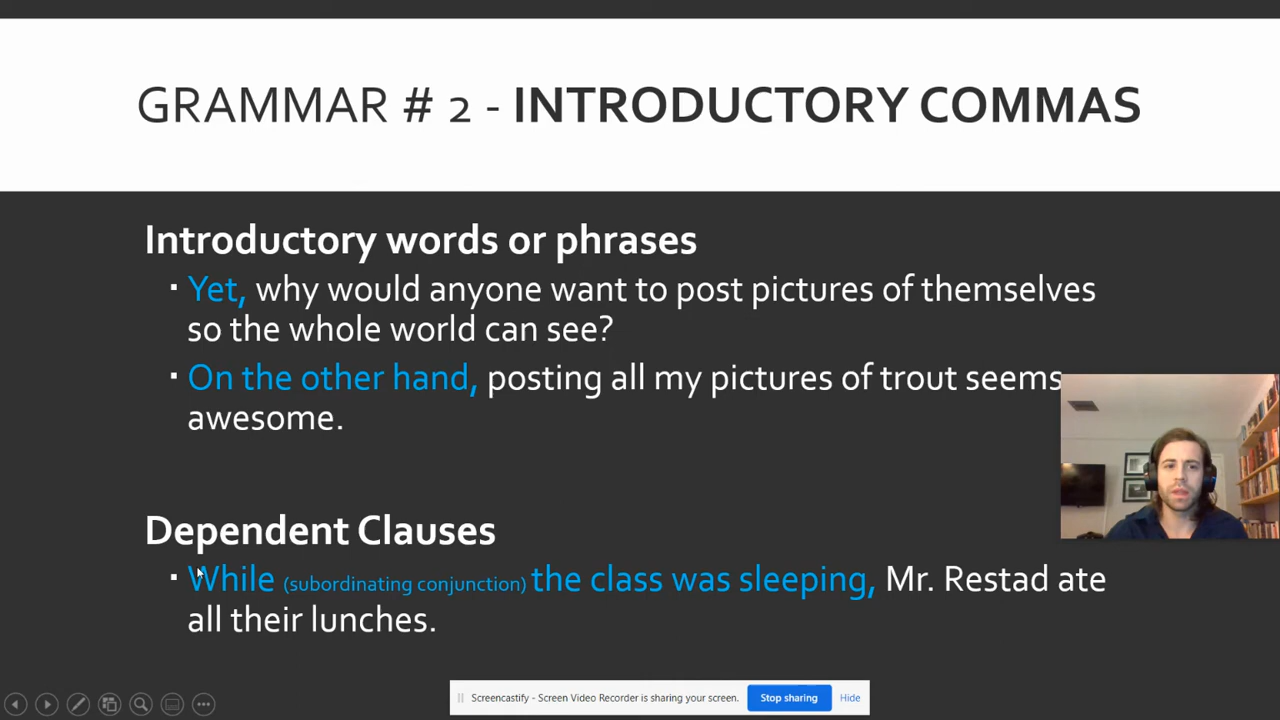 GRAMMAR # 2 - INTRODUCTORY COMMAS
Introductory words or phrases
▪ Yet, why would anyone want to post pictures of themselves
so the whole world can see?
▪ On the other hand, posting all my pictures of trout seems
awesome.
Dependent Clauses
▪ While (subordinating conjunction) the class was sleeping, Mr. Restad ate
all their lunches.
Screencastify - Screen Video Recorder is sharing your screen. Stop sharing Hide